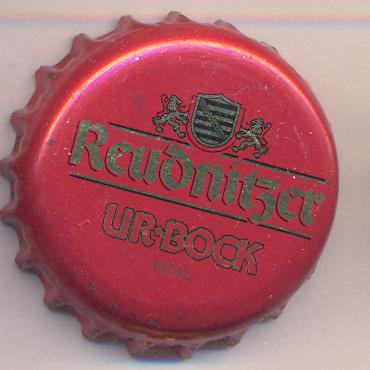 Reudnitzer
UR-BOCK
HELL